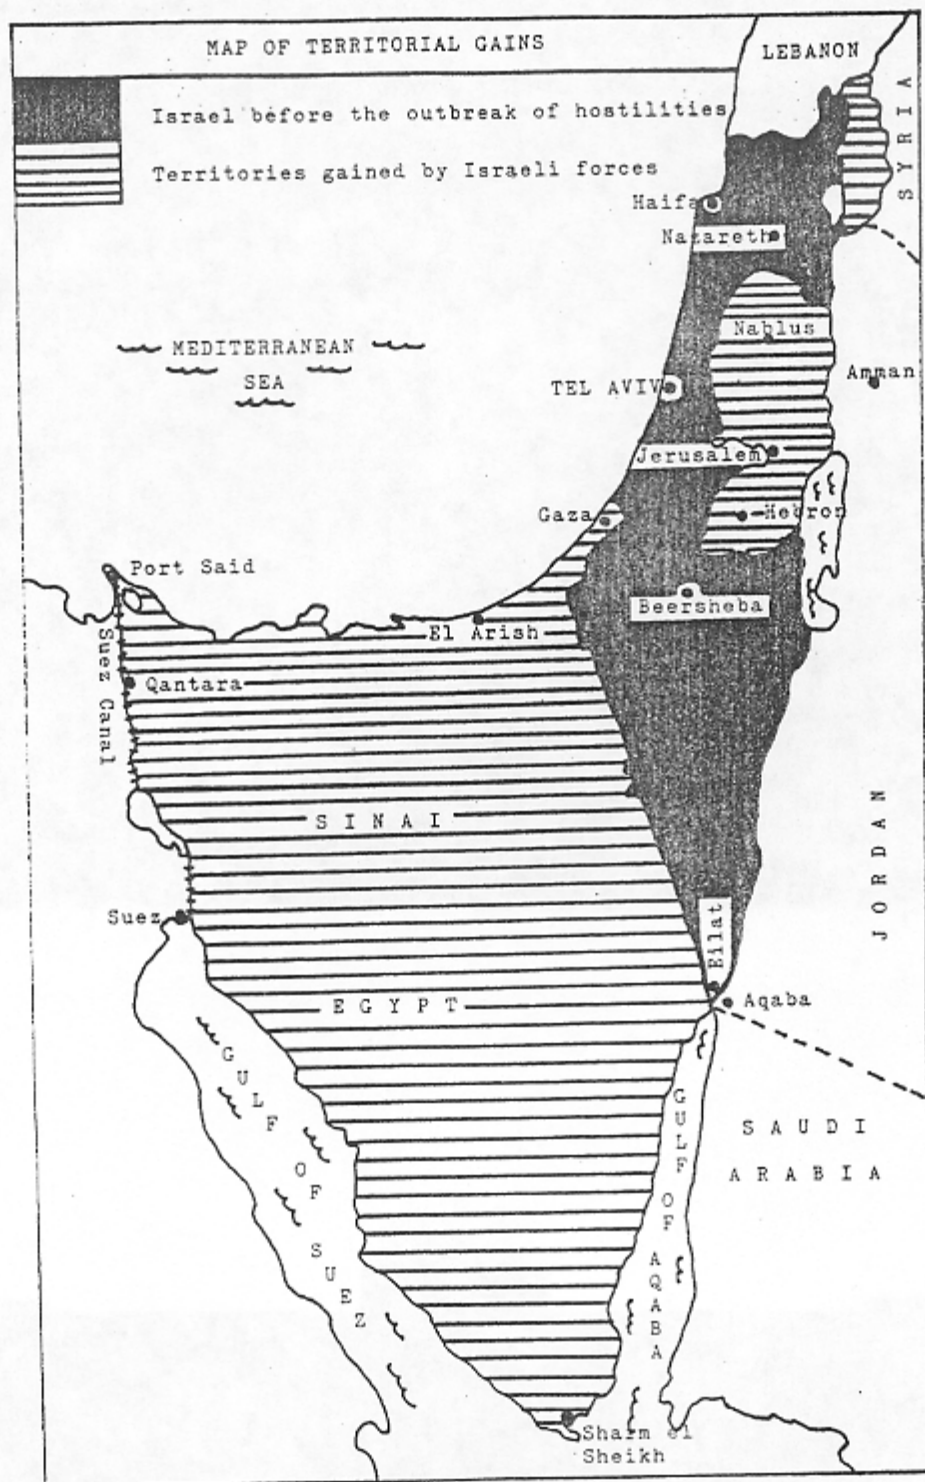 MAP OF TERRITORIAL GAINS
LEBANON
SYRIA
Israel before the outbreak of hostilities
Territories gained by Israeli forces
Haifa
Nazareth
Nablus
MEDITERRANEAN
SEA
Amman
TEL AVIV
Jerusalem
Gaza
Hebron
Port Said
Beersheba
El Arish
Suez Canal
Qantara
SINAI
JORDAN
Suez
Eilat
EGYPT
Aqaba
GULF OF SUEZ
GULF OF AQABA
SAUDI
ARABIA
Sharm el
Sheikh